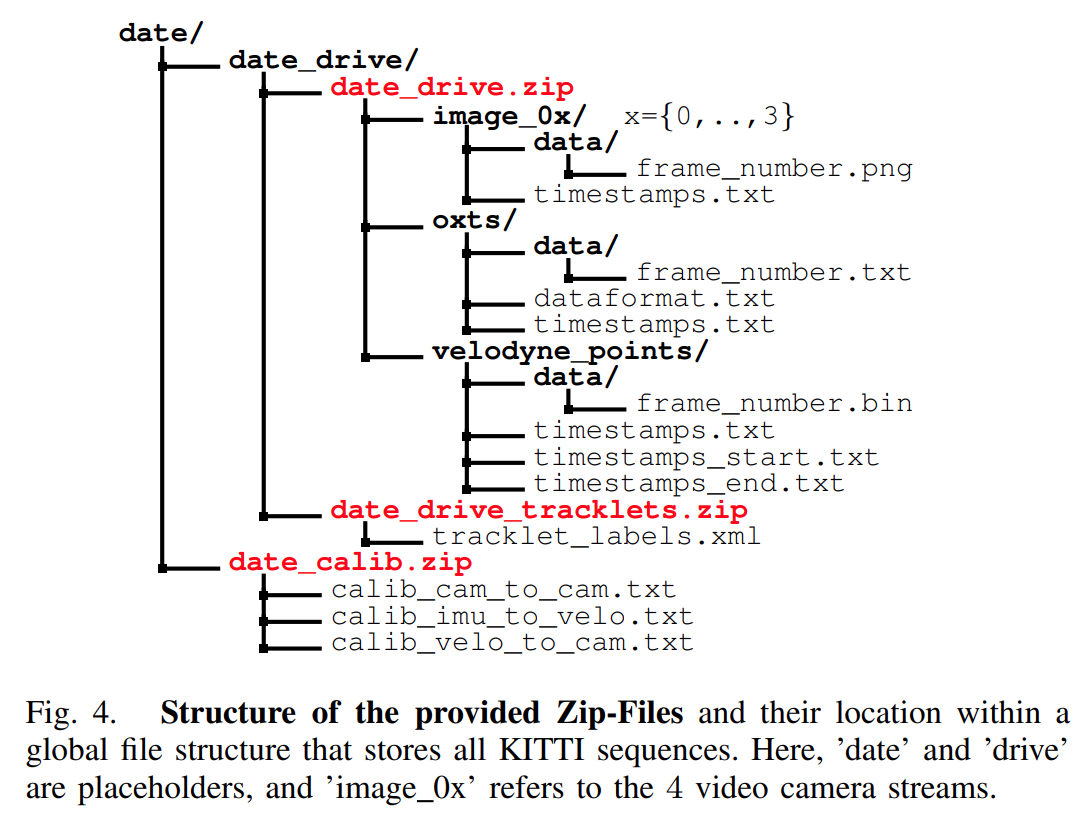 date/
date_drive/
date_drive.zip
image_0x/ x={0,..,3}
data/
frame_number.png
timestamps.txt
oxts/
data/
frame_number.txt
dataformat.txt
timestamps.txt
velodyne_points/
data/
frame_number.bin
timestamps.txt
timestamps_start.txt
timestamps_end.txt
date_drive_tracklets.zip
tracklet_labels.xml
date_calib.zip
calib_cam_to_cam.txt
calib_imu_to_velo.txt
calib_velo_to_cam.txt
Fig. 4. Structure of the provided Zip-Files and their location within a
global file structure that stores all KITTI sequences. Here, ’date’ and ’drive’
are placeholders, and ’image_0x’ refers to the 4 video camera streams.